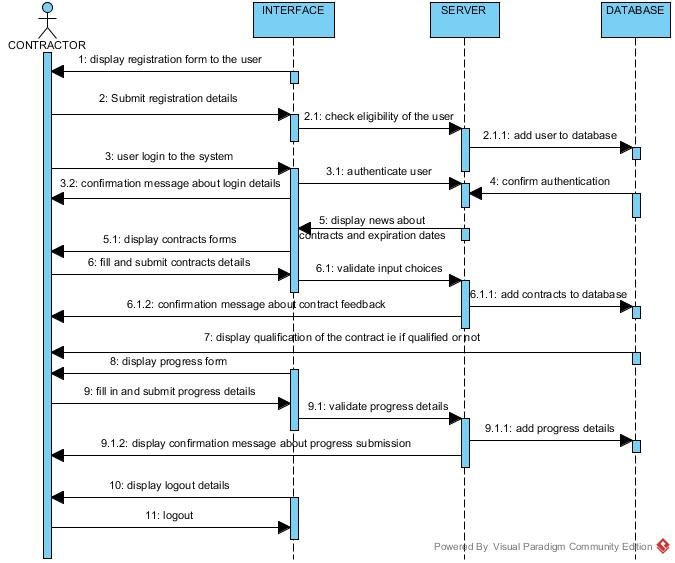 INTERFACE
SERVER
DATABASE
CONTRACTOR
1: display registration form to the user
2: Submit registration details
2.1: check eligibility of the user
2.1.1: add user to database
3: user login to the system
3.1: authenticate user
3.2: confirmation message about login details
4: confirm authentication
5: display news about
contracts and expiration dates
5.1: display contracts forms
6: fill and submit contracts details
6.1: validate input choices
6.1.1: add contracts to database
6.1.2: confirmation message about contract feedback
7: display qualification of the contract ie if qualified or not
8: display progress form
9: fill in and submit progress details
9.1: validate progress details
9.1.1: add progress details
9.1.2: display confirmation message about progress submission
10: display logout details
11: logout
Powered By Visual Paradigm Community Edition